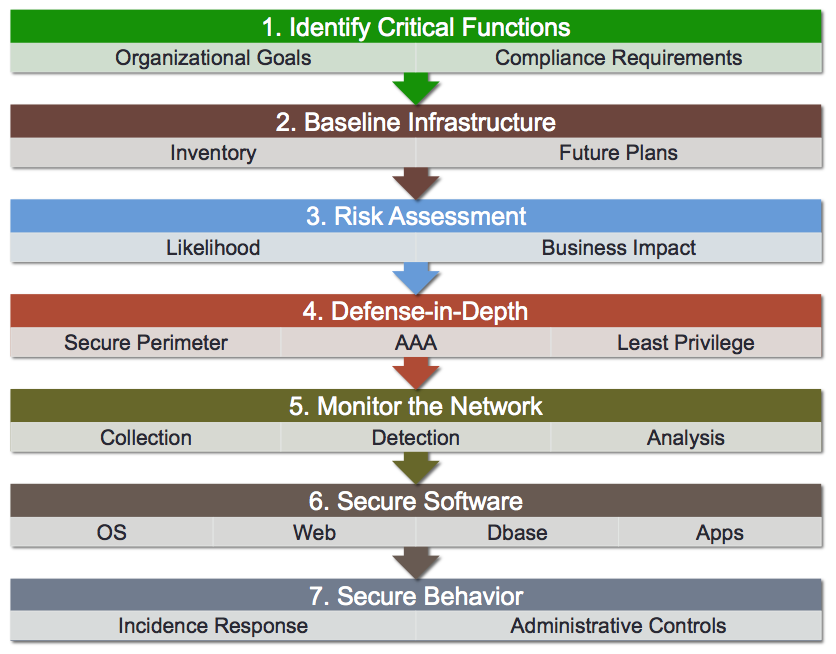 1. Identify Critical Functions
Organizational Goals Compliance Requirements
2. Baseline Infrastructure
Inventory Future Plans
3. Risk Assessment
Likelihood Business Impact
4. Defense-in-Depth
Secure Perimeter AAA Least Privilege
5. Monitor the Network
Collection Detection Analysis
6. Secure Software
OS Web Dbase Apps
7. Secure Behavior
Incidence Response Administrative Controls